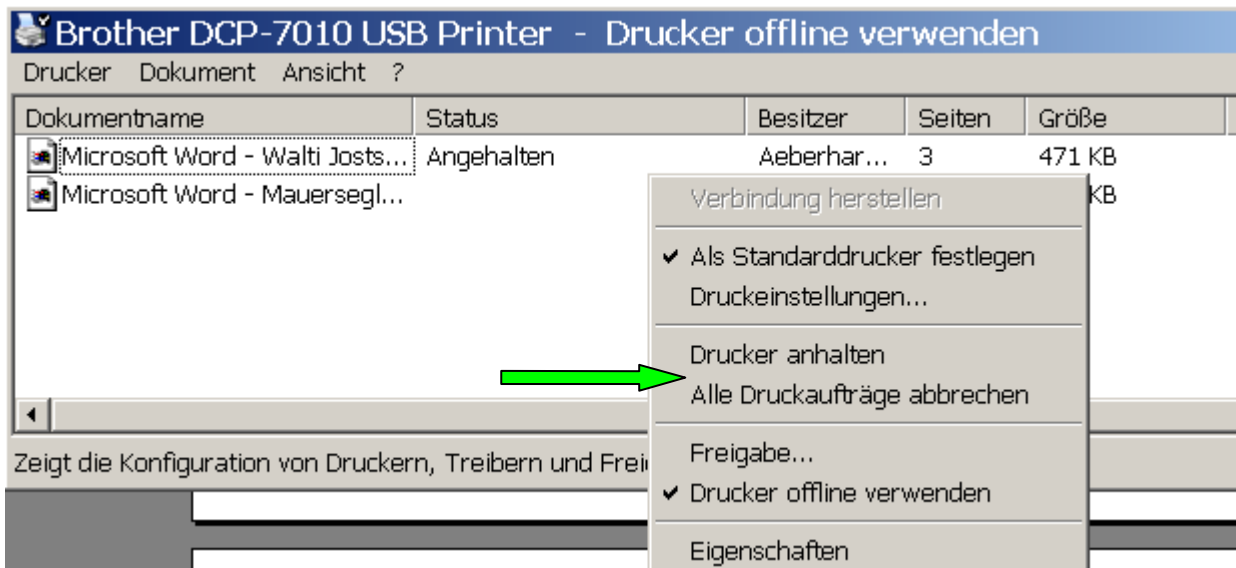 Brother DCP-7010 USB Printer - Drucker offline verwenden
Drucker Dokument Ansicht ?
Dokumentname Status Besitzer Seiten Größe
Microsoft Word - Walti Josts... Angehalten Aeberhar... 3 471 KB
Microsoft Word - Mauersegl... KB
Verbindung herstellen
Als Standarddrucker festlegen
Druckeinstellungen...
Drucker anhalten
Alle Druckaufträge abbrechen
Freigabe...
Drucker offline verwenden
Eigenschaften
Zeigt die Konfiguration von Druckern, Treibern und Frei